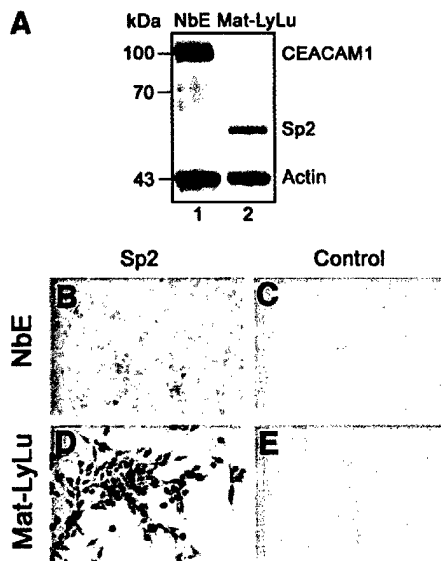 A
kDa NbE Mat-LyLu
100 CEACAM1
70
Sp2
43 Actin
1 2
Sp2 Control
B C
NbE
D E
Mat-LyLu